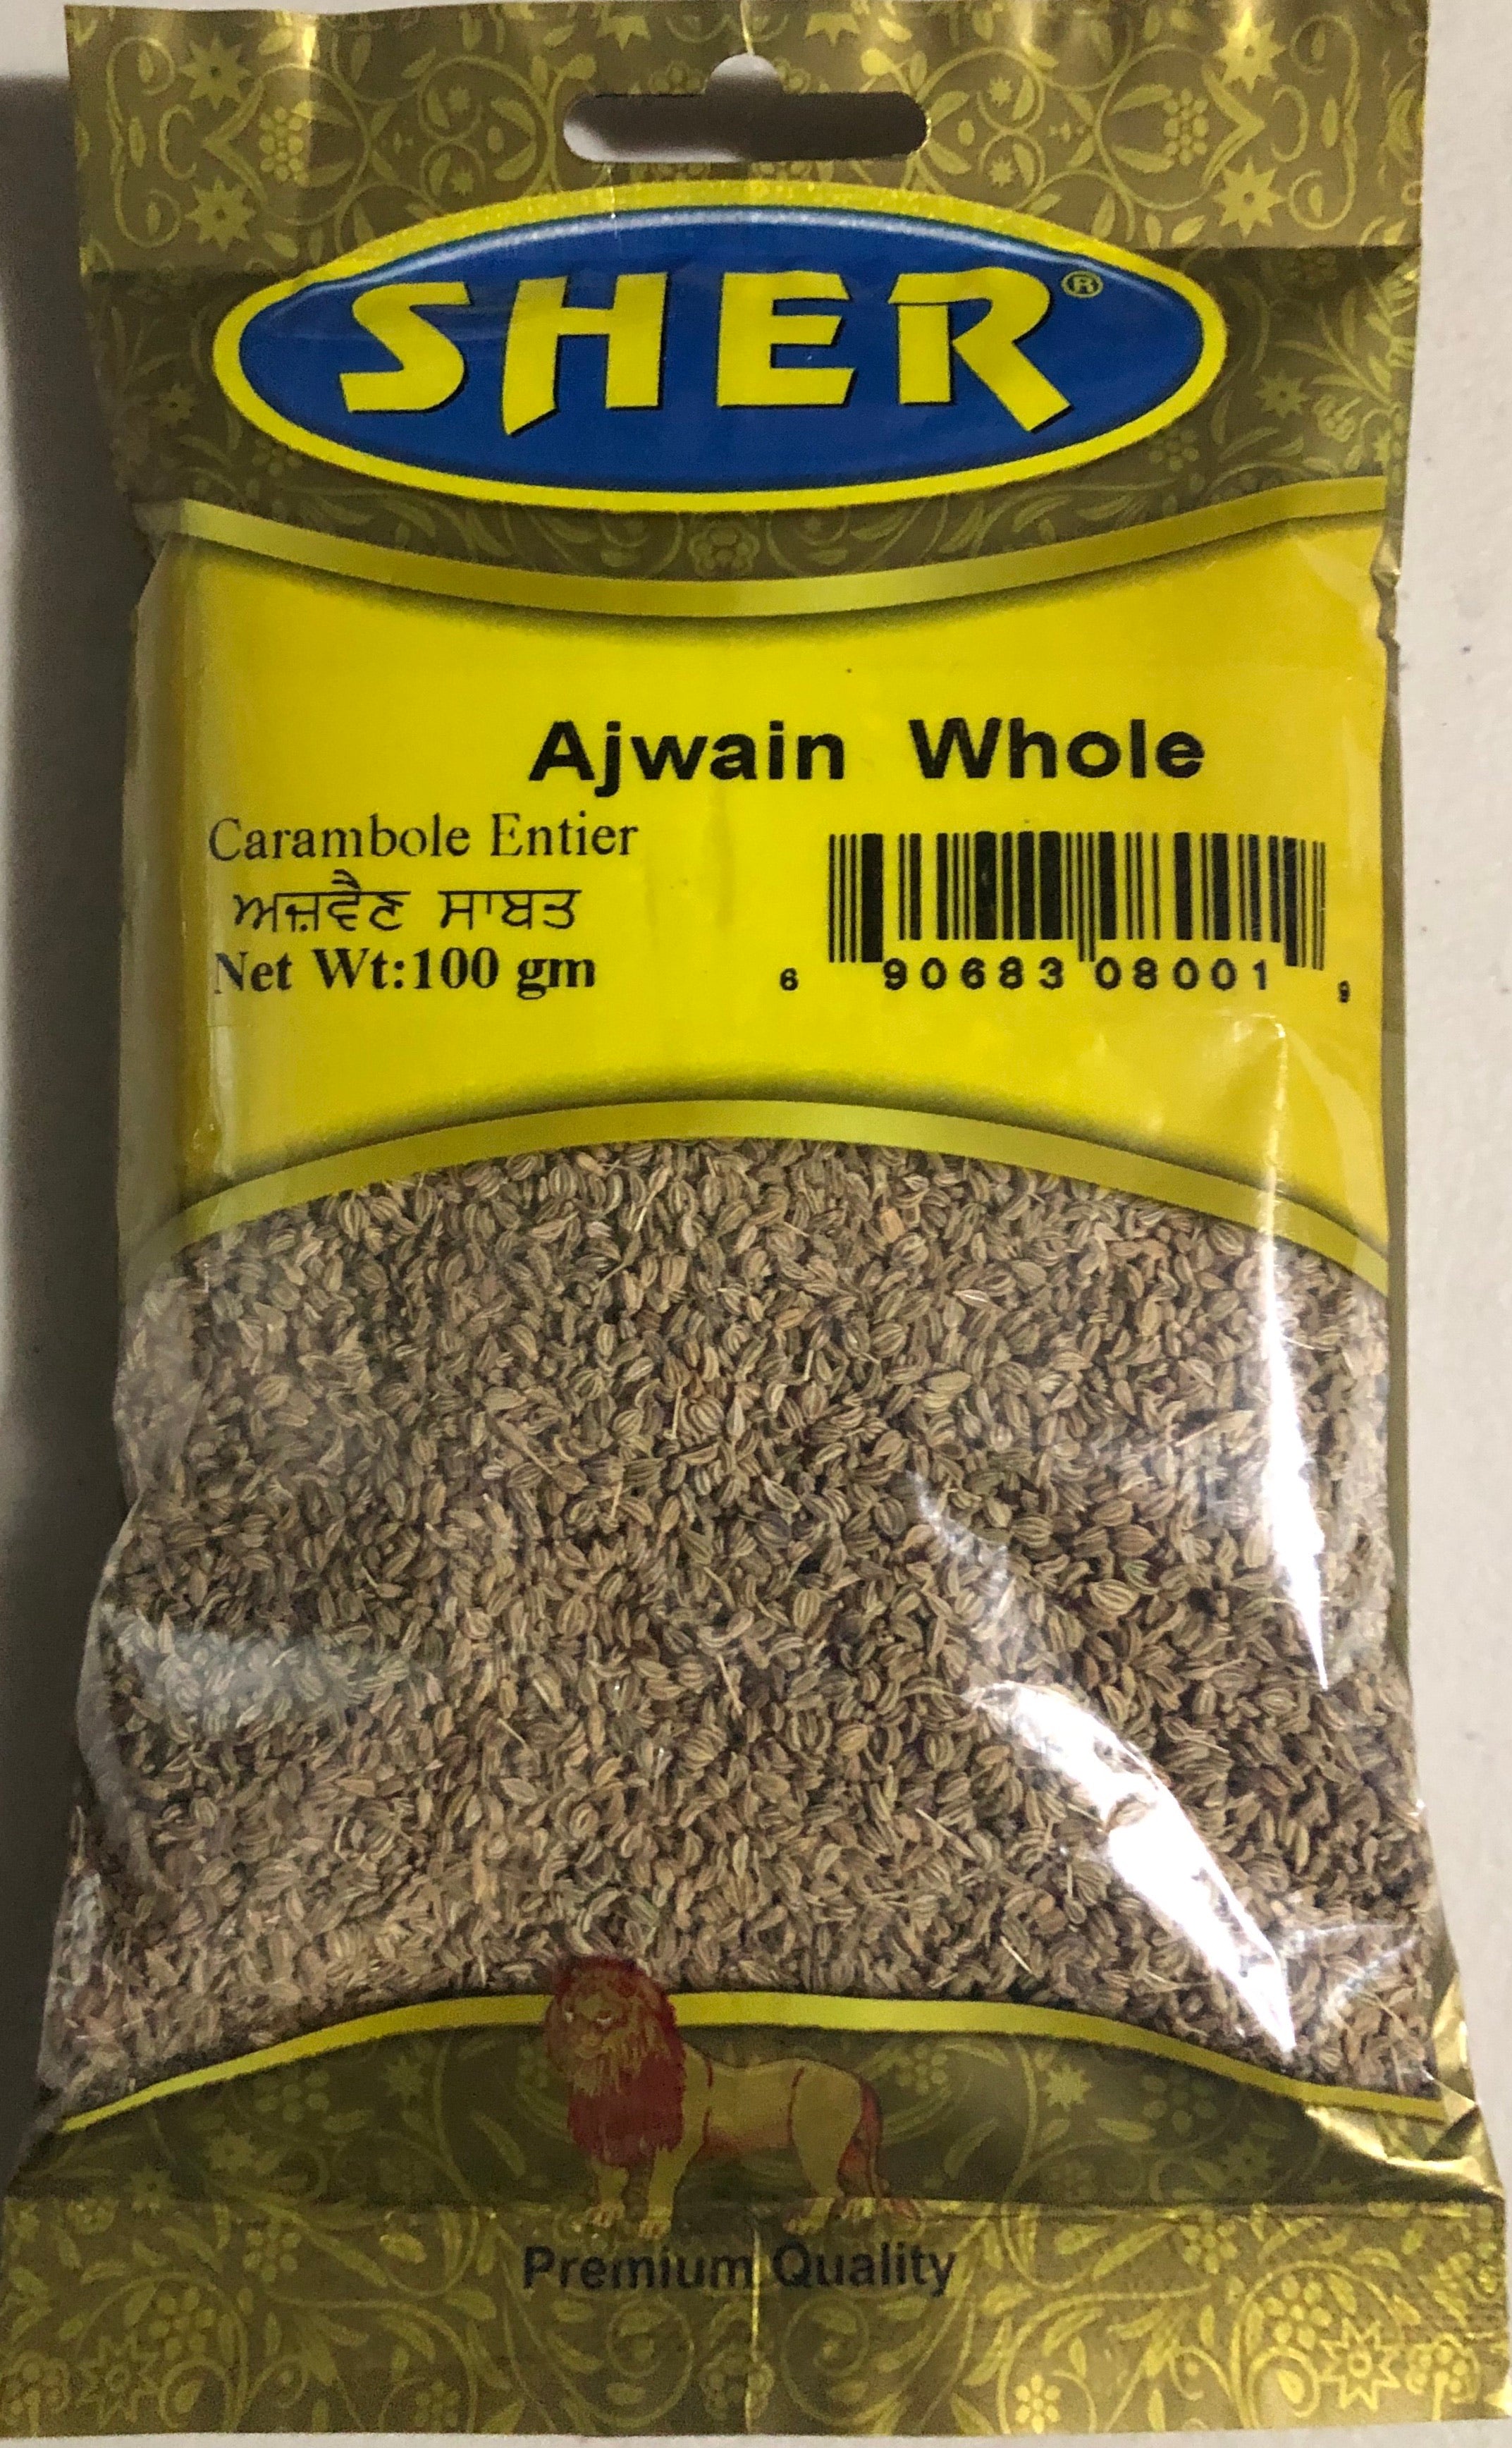 SHER®
Ajwain Whole
Carambole Entier
ਅਜ਼ਵੈਣ ਸਾਬਤ
Net Wt:100 gm
6 90683 08001 9
Premium Quality